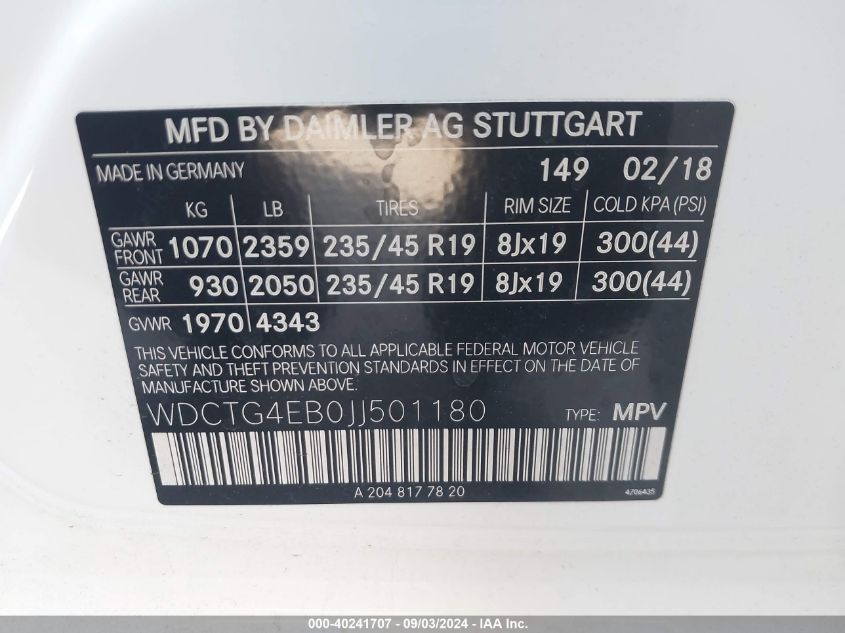 MFD BY DAIMLER AG STUTTGART
MADE IN GERMANY 149 02/18
KG LB TIRES RIM SIZE COLD KPA (PSI)
GAWR FRONT 1070 2359 235/45 R19 8Jx19 300(44)
GAWR REAR 930 2050 235/45 R19 8Jx19 300(44)
GVWR 1970 4343
THIS VEHICLE CONFORMS TO ALL APPLICABLE FEDERAL MOTOR VEHICLE
SAFETY AND THEFT PREVENTION STANDARDS IN EFFECT ON THE DATE OF
MANUFACTURE SHOWN ABOVE.
WDCTG4EB0JJ501180 TYPE: MPV
A 204 817 78 20 4706435
000-40241707 - 09/03/2024 - IAA Inc.